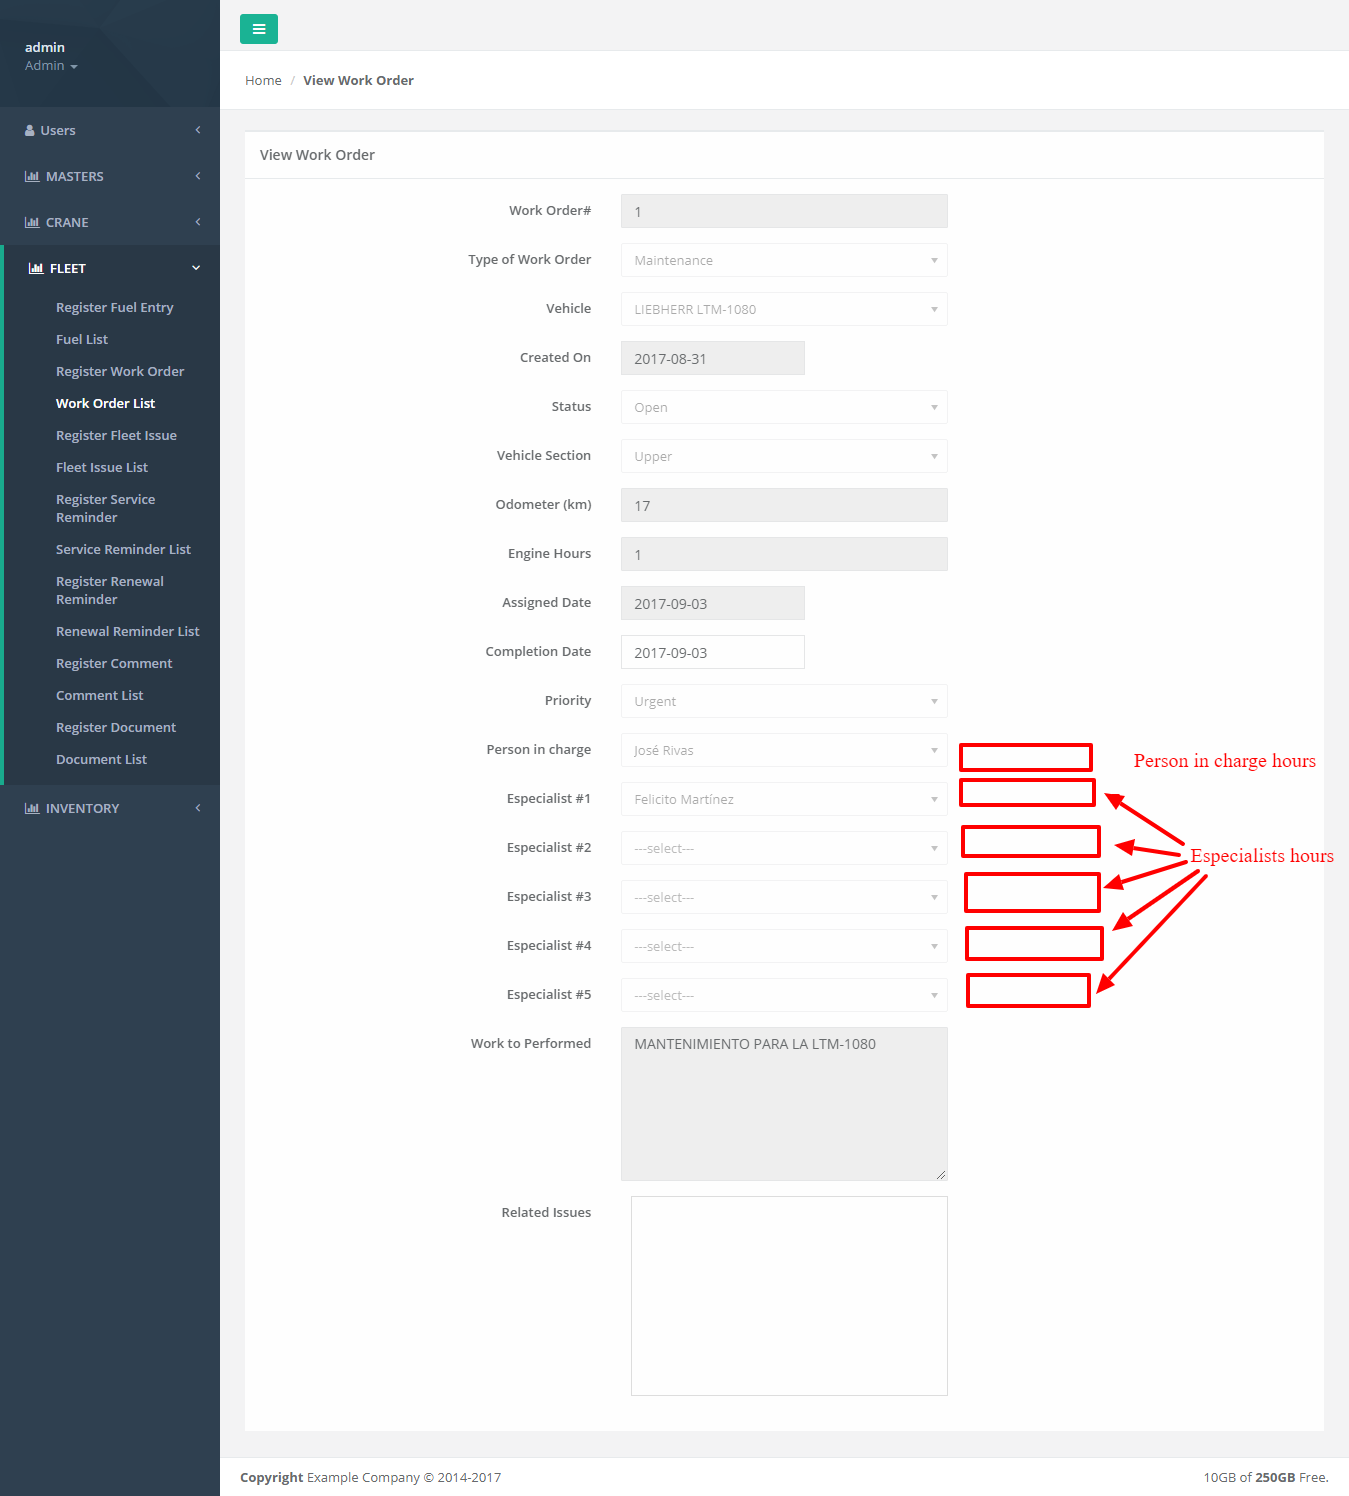 admin
Admin
Users
MASTERS
CRANE
FLEET
Register Fuel Entry
Fuel List
Register Work Order
Work Order List
Register Fleet Issue
Fleet Issue List
Register Service
Reminder
Service Reminder List
Register Renewal
Reminder
Renewal Reminder List
Register Comment
Comment List
Register Document
Document List
INVENTORY
Home / View Work Order
View Work Order
Work Order# 1
Type of Work Order Maintenance
Vehicle LIEBHERR LTM-1080
Created On 2017-08-31
Status Open
Vehicle Section Upper
Odometer (km) 17
Engine Hours 1
Assigned Date 2017-09-03
Completion Date 2017-09-03
Priority Urgent
Person in charge José Rivas
Person in charge hours
Especialist #1 Felicito Martínez
Especialist #2 ---select---
Especialists hours
Especialist #3 ---select---
Especialist #4 ---select---
Especialist #5 ---select---
Work to Performed MANTENIMIENTO PARA LA LTM-1080
Related Issues
Copyright Example Company © 2014-2017
10GB of 250GB Free.